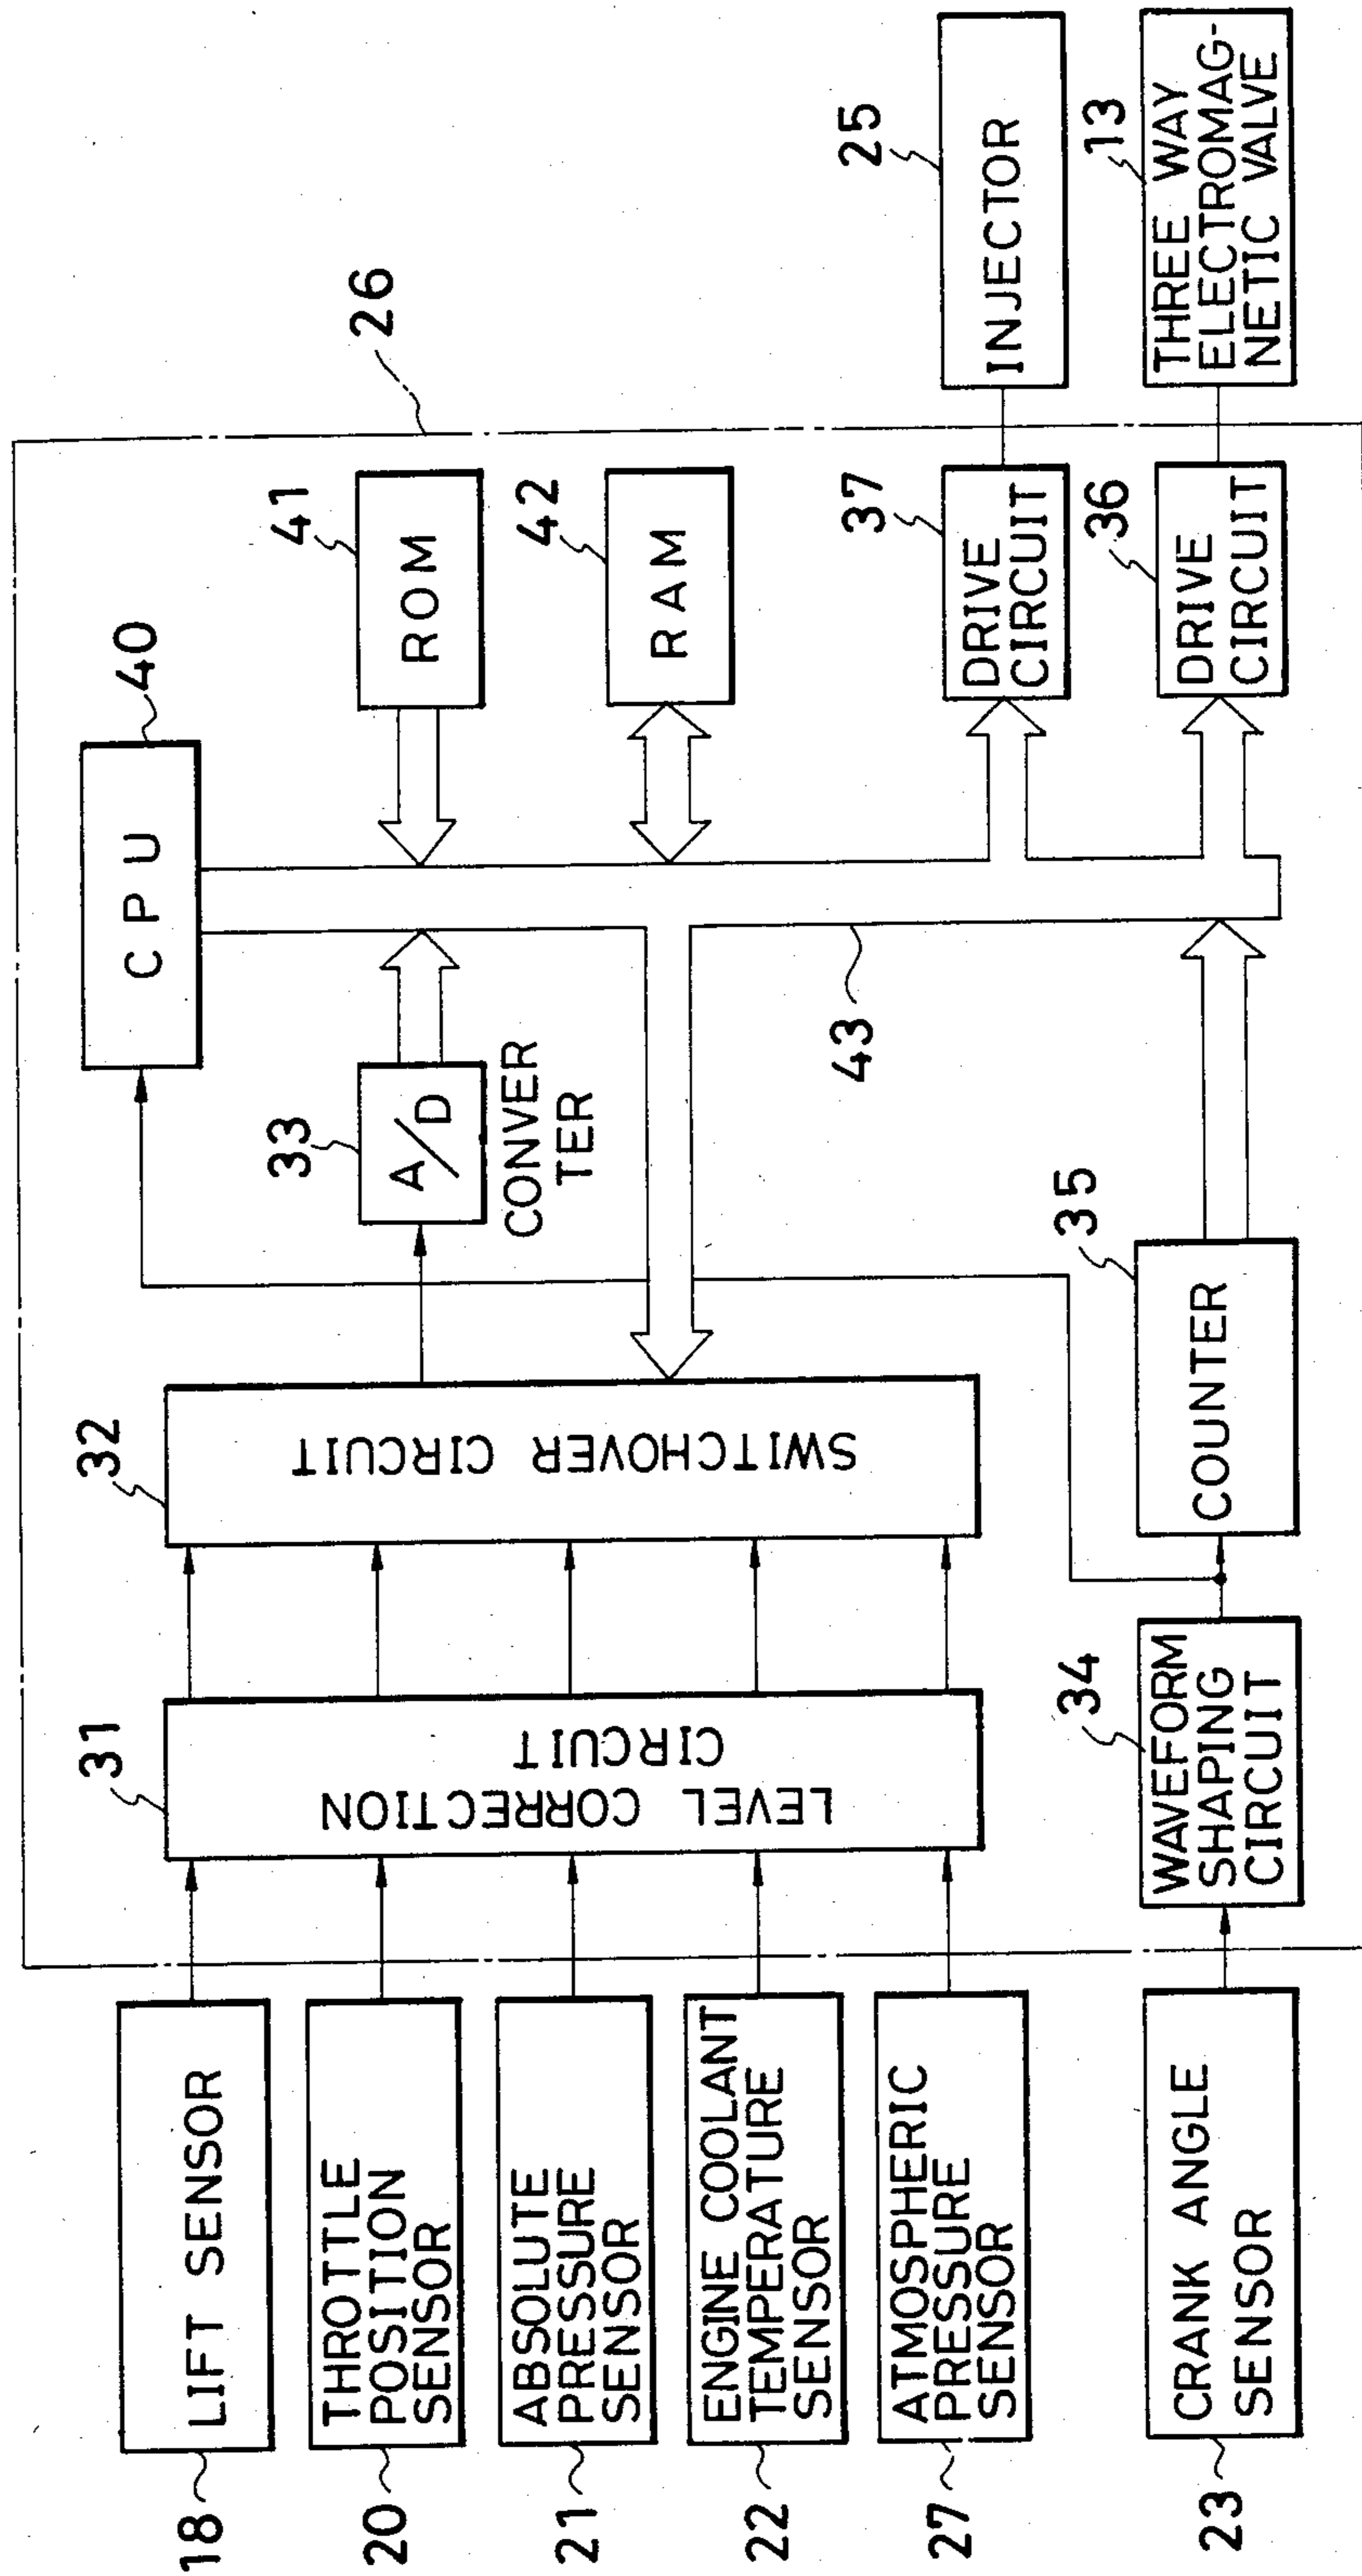 18
LIFT SENSOR
20
THROTTLE
POSITION
SENSOR
21
ABSOLUTE
PRESSURE
SENSOR
22
ENGINE COOLANT
TEMPERATURE
SENSOR
27
ATMOSPHERIC
PRESSURE
SENSOR
23
CRANK ANGLE
SENSOR
31
LEVEL CORRECTION
CIRCUIT
32
SWITCHOVER CIRCUIT
34
WAVEFORM
SHAPING
CIRCUIT
35
COUNTER
33
A/D
CONVER
TER
40
CPU
43
41
ROM
42
RAM
37
DRIVE
CIRCUIT
36
DRIVE
CIRCUIT
26
25
INJECTOR
13
THREE WAY
ELECTROMAG-
NETIC VALVE